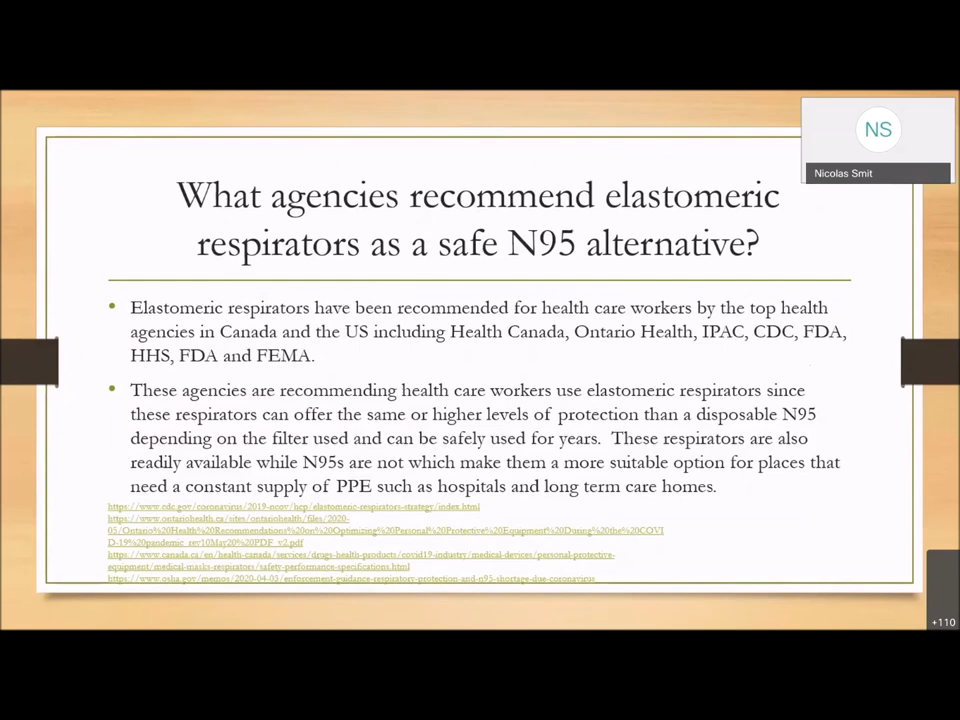 NS
Nicolas Smit
What agencies recommend elastomeric
respirators as a safe N95 alternative?
• Elastomeric respirators have been recommended for health care workers by the top health
agencies in Canada and the US including Health Canada, Ontario Health, IPAC, CDC, FDA,
HHS, FDA and FEMA.
• These agencies are recommending health care workers use elastomeric respirators since
these respirators can offer the same or higher levels of protection than a disposable N95
depending on the filter used and can be safely used for years. These respirators are also
readily available while N95s are not which make them a more suitable option for places that
need a constant supply of PPE such as hospitals and long term care homes.
https://www.cdc.gov/coronavirus/2019-ncov/hcp/elastomeric-respirators-strategy/index.html
https://www.ontariohealth.ca/sites/ontariohealth/files/2020-
05/Ontario%20Health%20Recommendations%20on%20Optimizing%20Personal%20Protective%20Equipment%20During%20the%20COVI
D-19%20pandemic_rev10May20%20PDF_v2.pdf
https://www.canada.ca/en/health-canada/services/drugs-health-products/covid19-industry/medical-devices/personal-protective-
equipment/medical-masks-respirators/safety-performance-specifications.html
https://www.osha.gov/memos/2020-04-03/enforcement-guidance-respiratory-protection-and-n95-shortage-due-coronavirus
+110